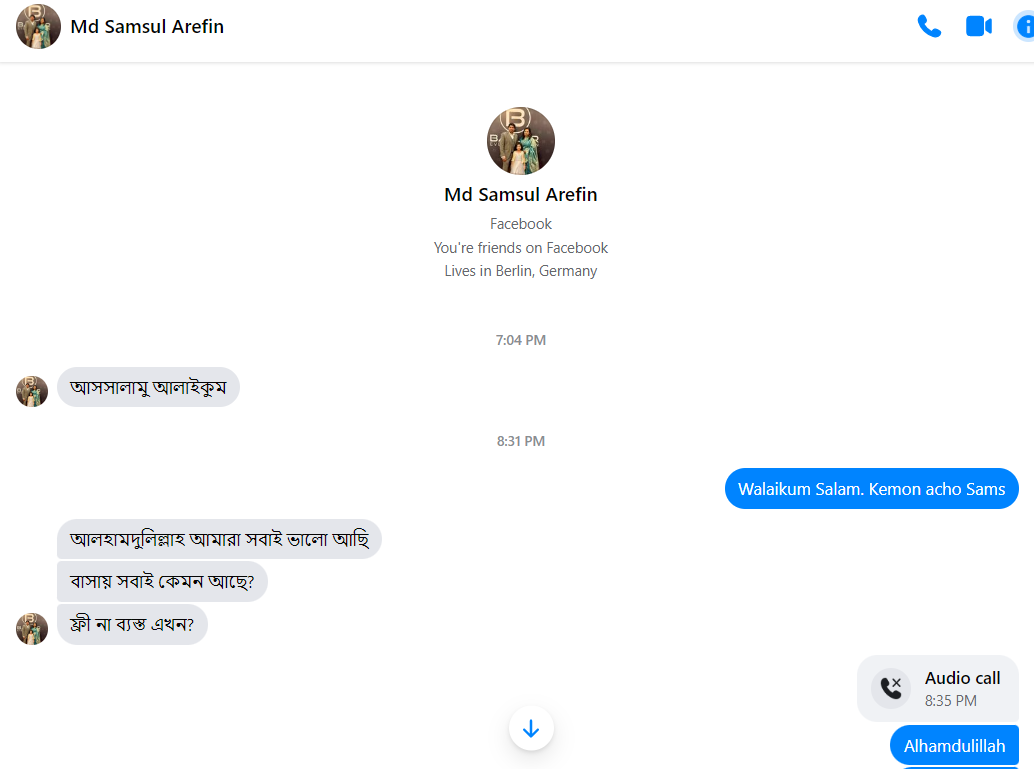 Md Samsul Arefin
Md Samsul Arefin
Facebook
You're friends on Facebook
Lives in Berlin, Germany
7:04 PM
আসসালামু আলাইকুম
8:31 PM
Walaikum Salam. Kemon acho Sams
আলহামদুলিল্লাহ আমারা সবাই ভালো আছি
বাসায় সবাই কেমন আছে?
ফ্রী না ব্যস্ত এখন?
Audio call
8:35 PM
Alhamdulillah